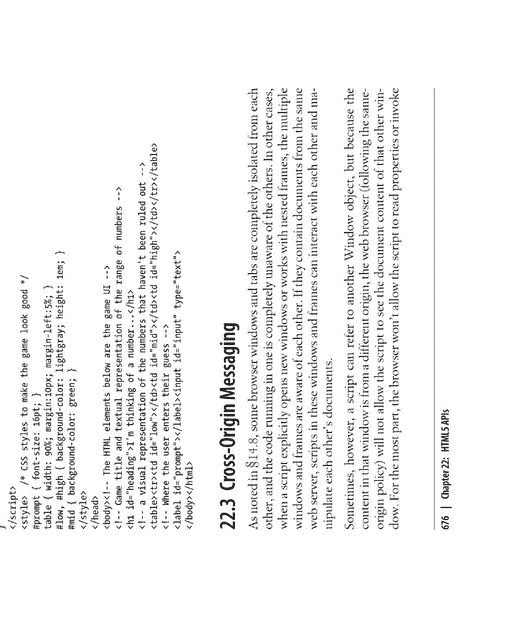 }
</script>
<style> /* CSS styles to make the game look good */
#prompt { font-size: 16pt; }
table { width: 90%; margin:10px; margin-left:5%; }
#low, #high { background-color: lightgray; height: 1em; }
#mid { background-color: green; }
</style>
</head>
<body><!-- The HTML elements below are the game UI -->
<!-- Game title and textual representation of the range of numbers -->
<h1 id="heading">I'm thinking of a number...</h1>
<!-- a visual representation of the numbers that haven't been ruled out -->
<table><tr><td id="low"></td><td id="mid"></td><td id="high"></td></tr></table>
<!-- Where the user enters their guess -->
<label id="prompt"></label><input id="input" type="text">
</body></html>
22.3 Cross-Origin Messaging
As noted in §14.8, some browser windows and tabs are completely isolated from each
other, and the code running in one is completely unaware of the others. In other cases,
when a script explicitly opens new windows or works with nested frames, the multiple
windows and frames are aware of each other. If they contain documents from the same
web server, scripts in these windows and frames can interact with each other and ma-
nipulate each other's documents.
Sometimes, however, a script can refer to another Window object, but because the
content in that window is from a different origin, the web browser (following the same-
origin policy) will not allow the script to see the document content of that other win-
dow. For the most part, the browser won't allow the script to read properties or invoke
676 | Chapter 22: HTML5 APIs